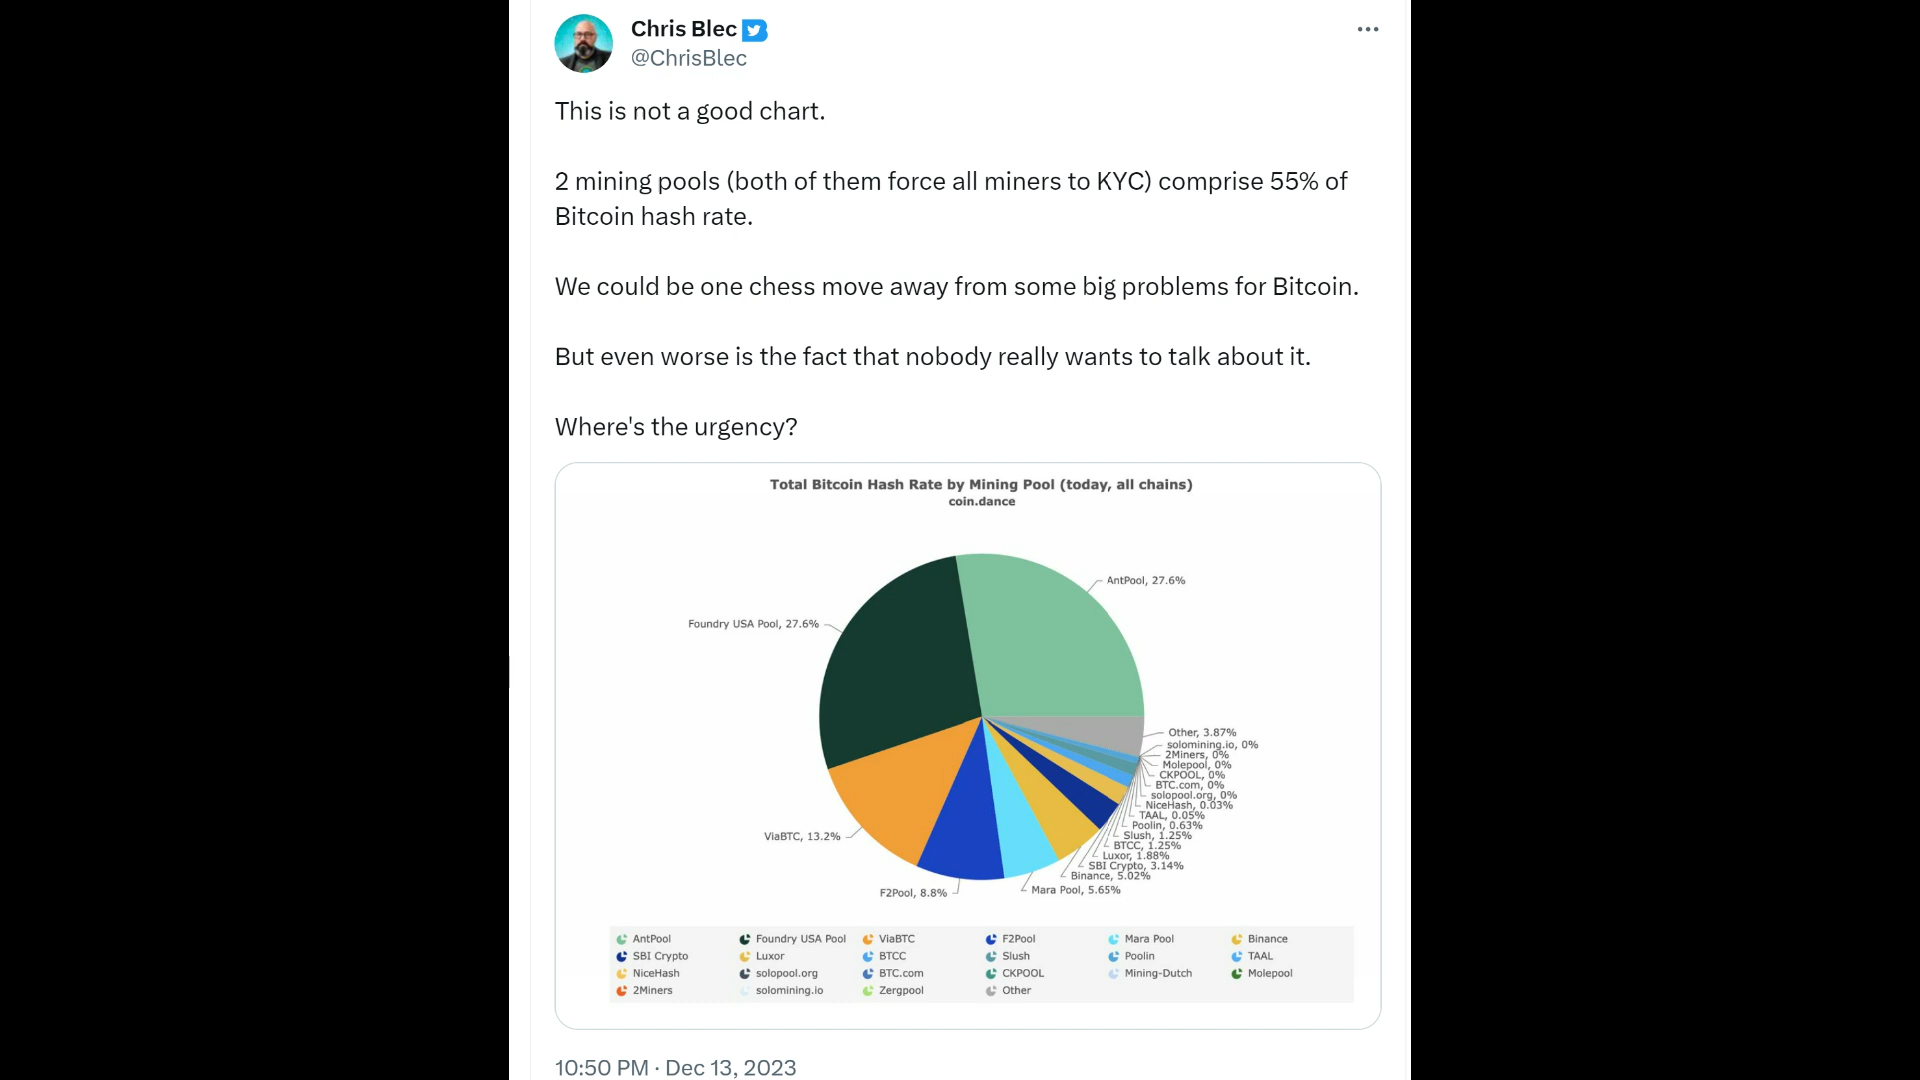 Chris Blec
@ChrisBlec
This is not a good chart.
2 mining pools (both of them force all miners to KYC) comprise 55% of
Bitcoin hash rate.
We could be one chess move away from some big problems for Bitcoin.
But even worse is the fact that nobody really wants to talk about it.
Where's the urgency?
Total Bitcoin Hash Rate by Mining Pool (today, all chains)
coin.dance
AntPool, 27.6%
Foundry USA Pool, 27.6%
Other, 3.87%
solomining.io, 0%
2Miners, 0%
Molepool, 0%
CKPOOL, 0%
BTC.com, 0%
solopool.org, 0%
NiceHash, 0.03%
TAAL, 0.05%
Poolin, 0.63%
Slush, 1.25%
BTCC, 1.25%
Luxor, 1.88%
SBI Crypto, 3.14%
Binance, 5.02%
Mara Pool, 5.65%
ViaBTC, 13.2%
F2Pool, 8.8%
AntPool Foundry USA Pool ViaBTC F2Pool Mara Pool Binance
SBI Crypto Luxor BTCC Slush Poolin TAAL
NiceHash solopool.org BTC.com CKPOOL Mining-Dutch Molepool
2Miners solomining.io Zergpool Other
10:50 PM · Dec 13, 2023